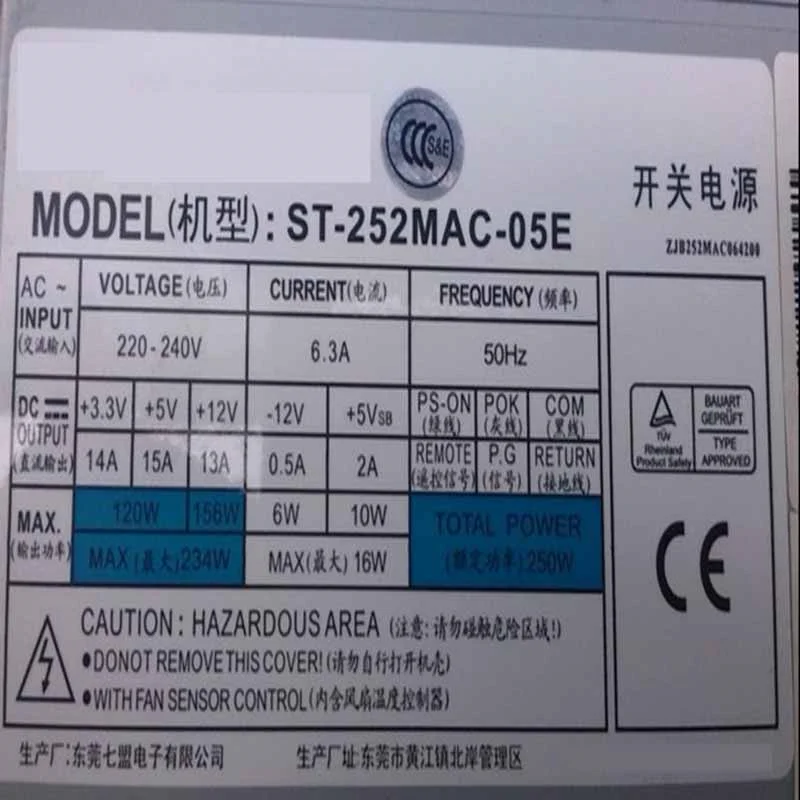 CCC S&E
开关电源
MODEL(机型): ST-252MAC-05E
ZJB252MAC064200
AC ~ INPUT (交流输入) VOLTAGE(电压) CURRENT(电流) FREQUENCY(频率)
220-240V 6.3A 50Hz
DC OUTPUT (直流输出) +3.3V +5V +12V -12V +5VSB PS-ON (绿线) POK (灰线) COM (黑线)
14A 15A 13A 0.5A 2A REMOTE (遥控信号) P.G (信号) RETURN (接地线)
MAX. (输出功率) 120W 156W 6W 10W TOTAL POWER
MAX(最大)234W MAX(最大)16W (额定功率)250W
TÜV Rheinland Product Safety
BAUART GEPRÜFT
TYPE APPROVED
CE
CAUTION: HAZARDOUS AREA (注意:请勿碰触危险区域!)
•DO NOT REMOVE THIS COVER! (请勿自行打开机壳)
•WITH FAN SENSOR CONTROL(内含风扇温度控制器)
生产厂:东莞七盟电子有限公司 生产厂址:东莞市黄江镇北岸管理区